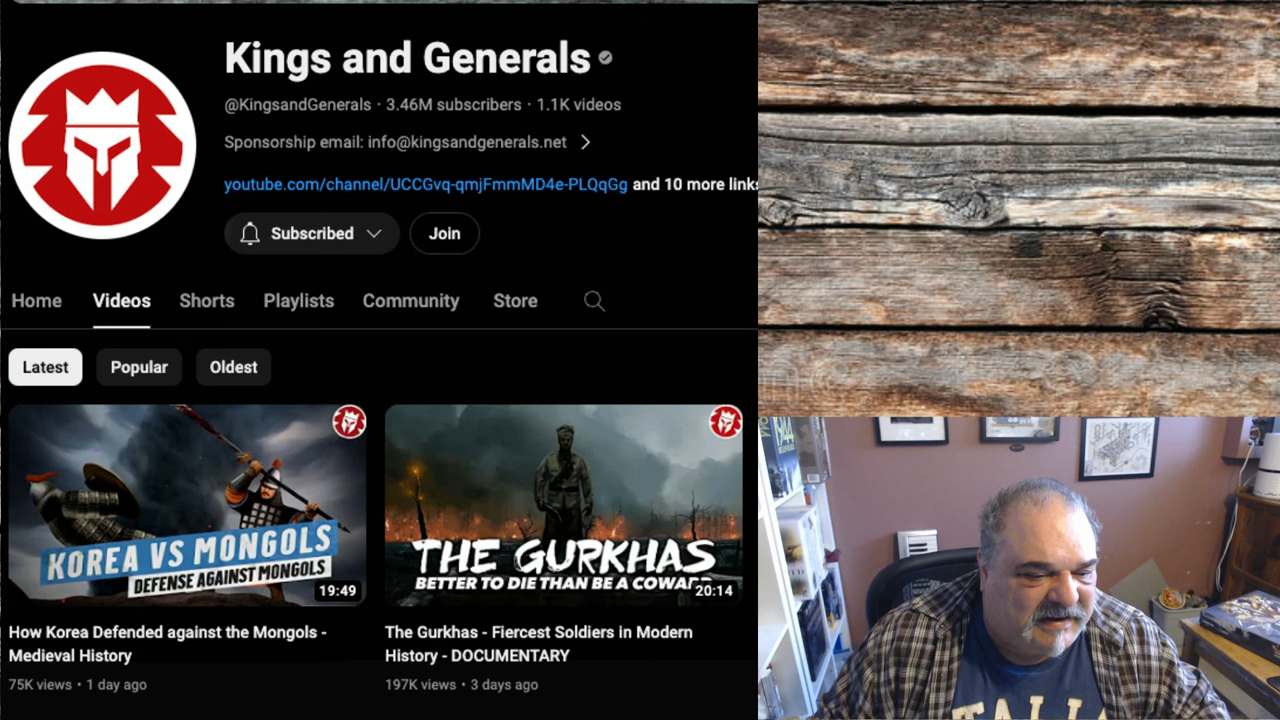 Kings and Generals
@KingsandGenerals · 3.46M subscribers · 1.1K videos
Sponsorship email: info@kingsandgenerals.net
youtube.com/channel/UCCGvq-qmjFmmMD4e-PLQqGg and 10 more links
Subscribed
Join
Home Videos Shorts Playlists Community Store
Latest Popular Oldest
KOREA VS MONGOLS
DEFENSE AGAINST MONGOLS
19:49
THE GURKHAS
BETTER TO DIE THAN BE A COWARD
20:14
How Korea Defended against the Mongols -
Medieval History
75K views · 1 day ago
The Gurkhas - Fiercest Soldiers in Modern
History - DOCUMENTARY
197K views · 3 days ago
1944